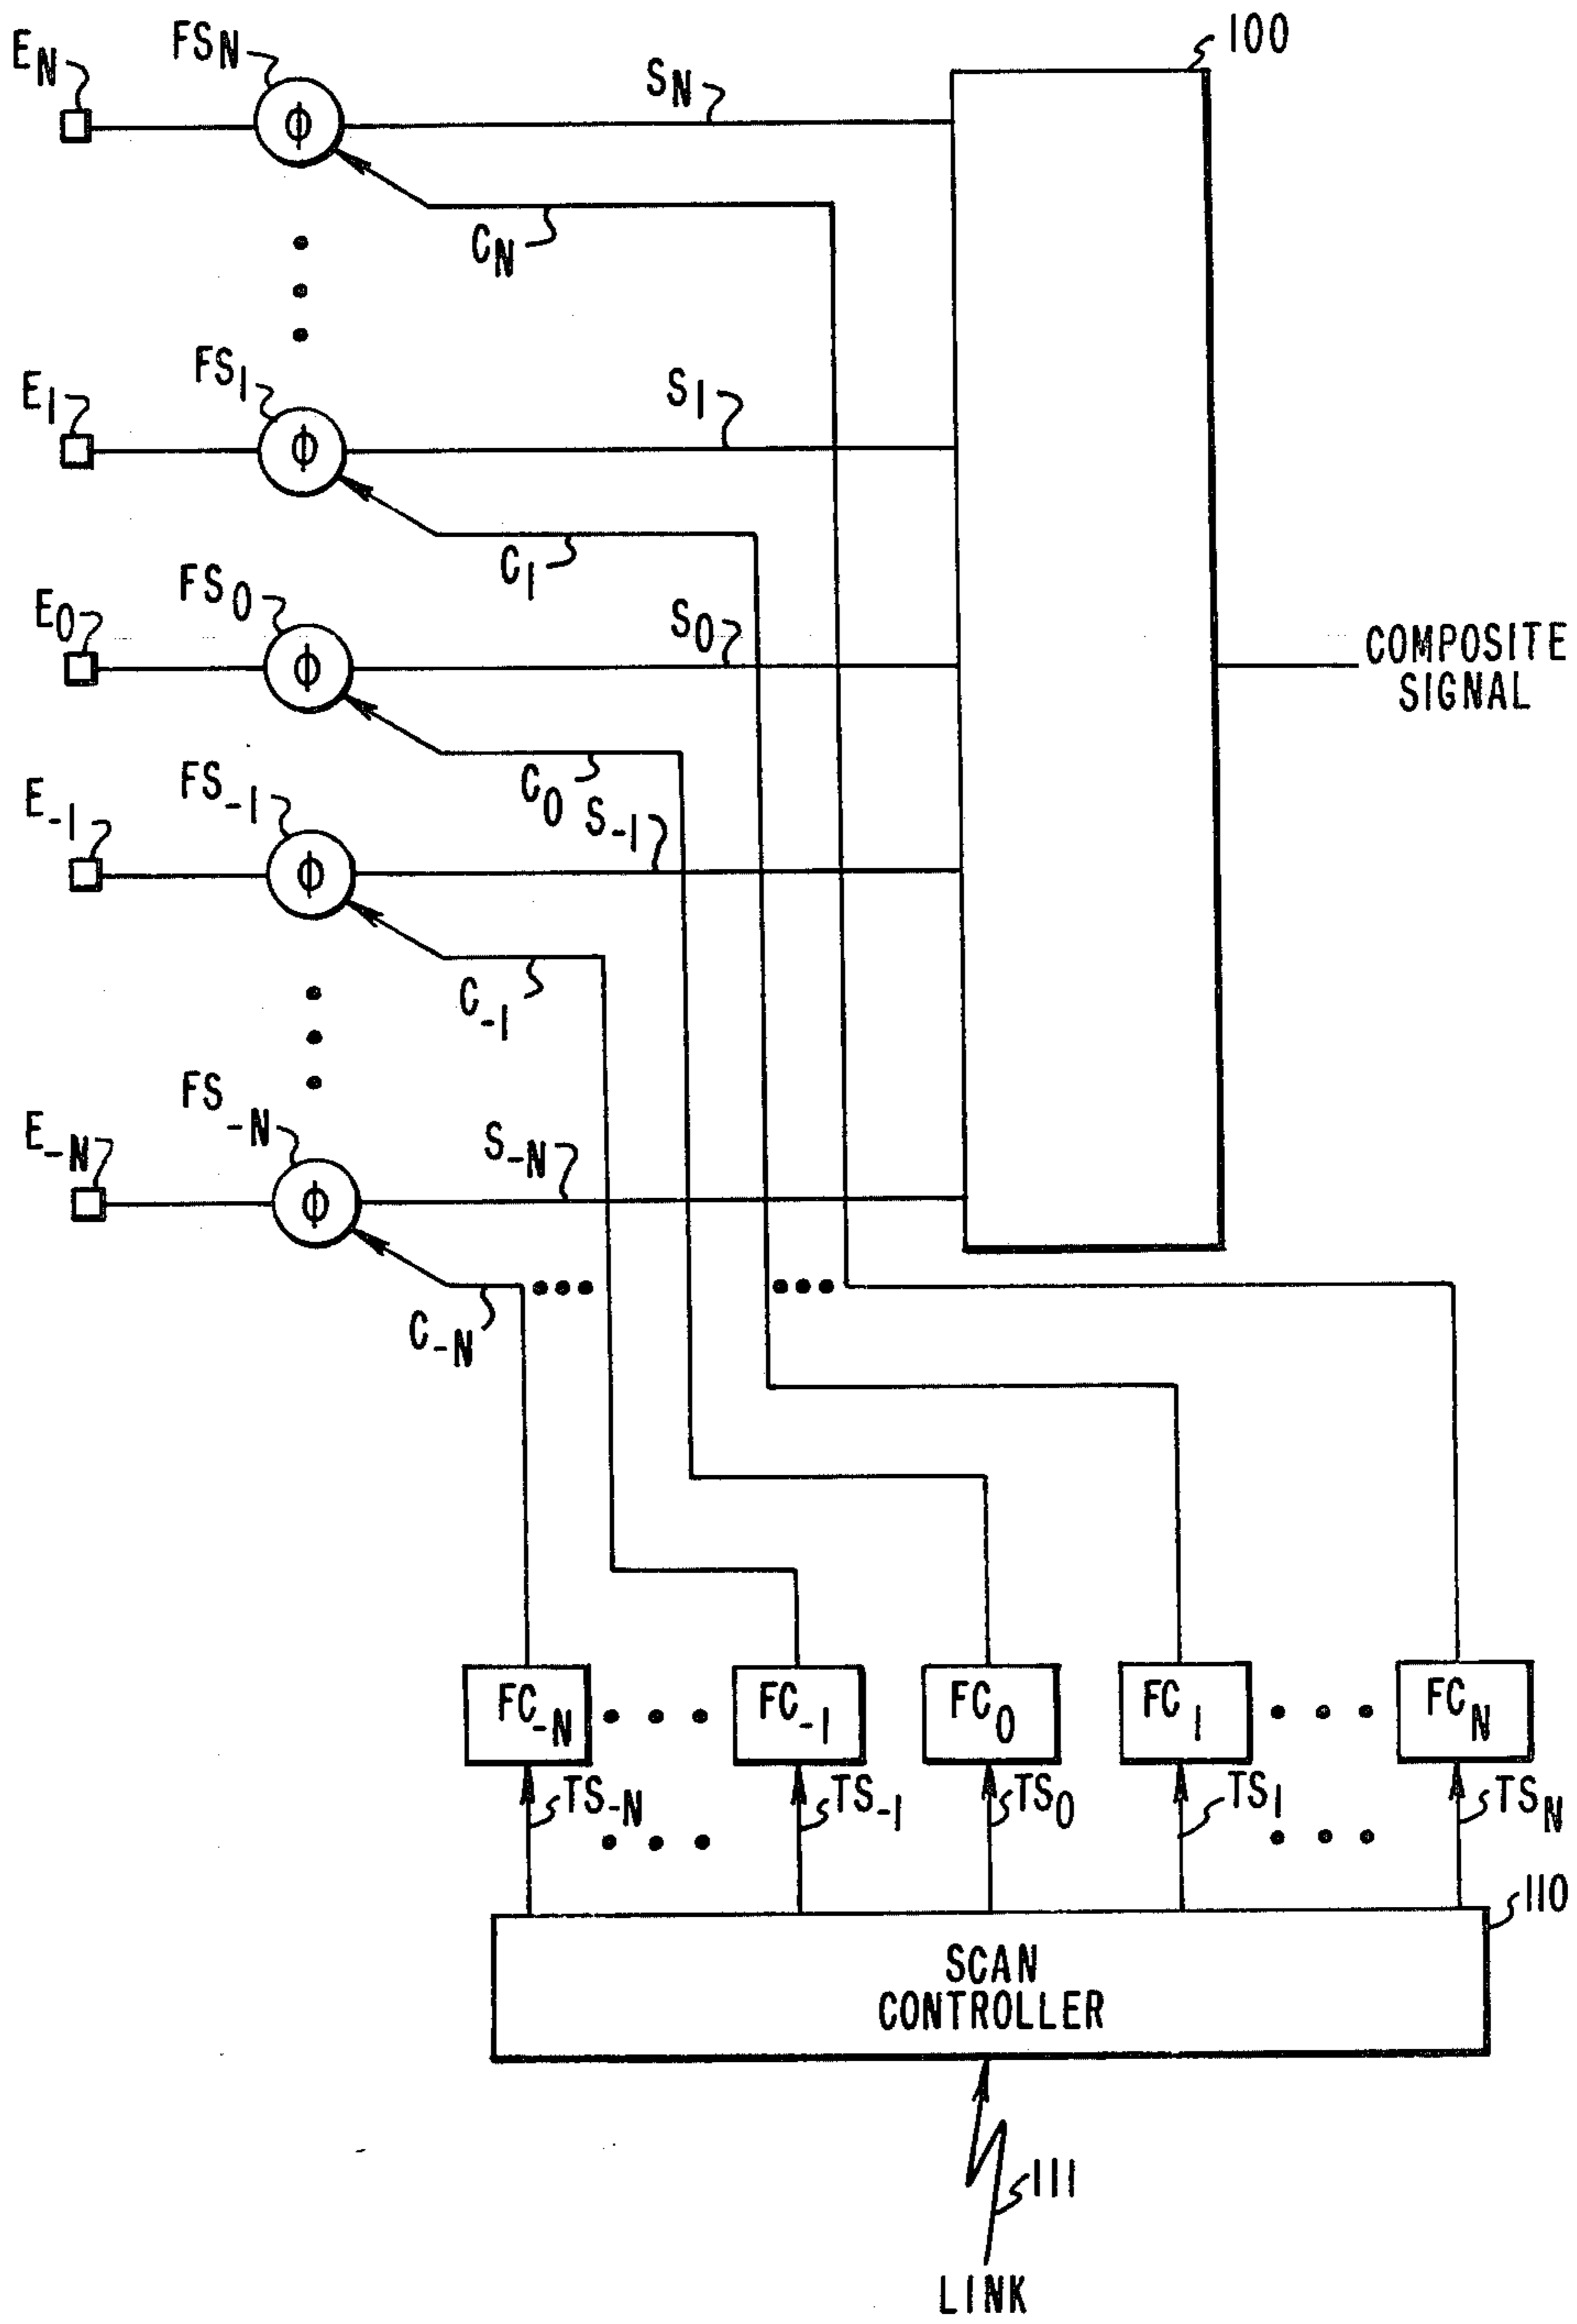 100
E_N FS_N S_N
Φ
C_N
E_1 FS_1 S_1
Φ
C_1
E_0 FS_0 S_0
Φ
COMPOSITE
SIGNAL
C_0
E_-1 FS_-1 S_-1
Φ
C_-1
E_-N FS_-N S_-N
Φ
C_-N
FC_-N FC_-1 FC_0 FC_1 FC_N
TS_-N TS_-1 TS_0 TS_1 TS_N
110
SCAN
CONTROLLER
111
LINK